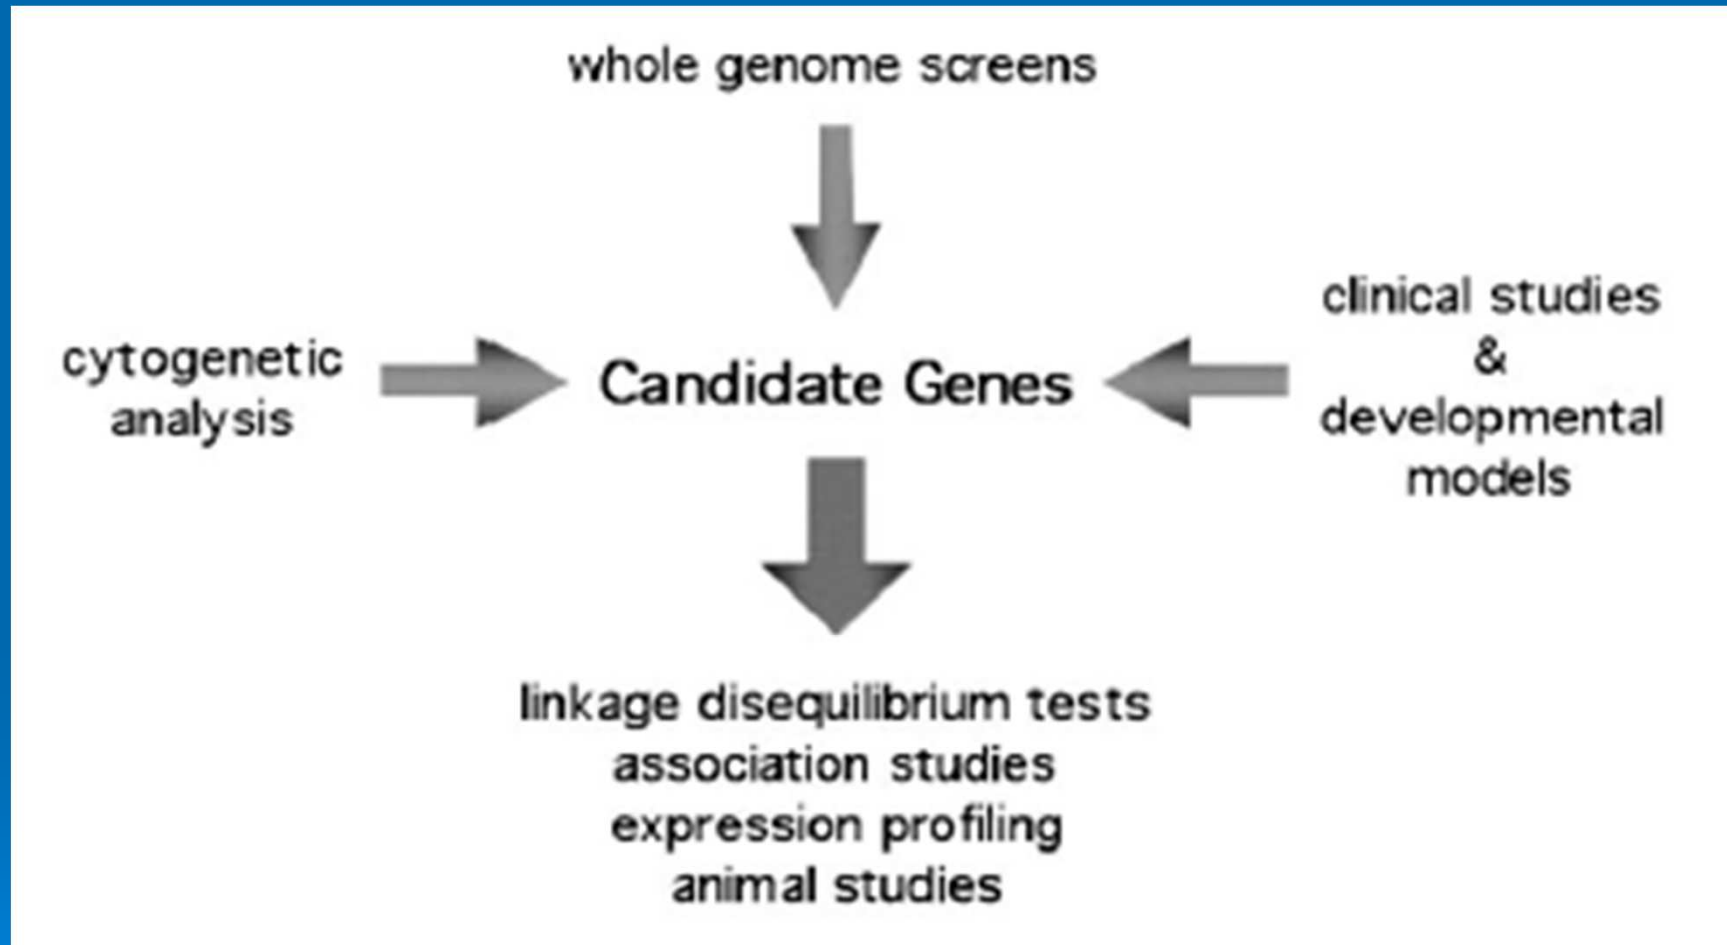 whole genome screens
cytogenetic
analysis
Candidate Genes
clinical studies
&
developmental
models
linkage disequilibrium tests
association studies
expression profiling
animal studies